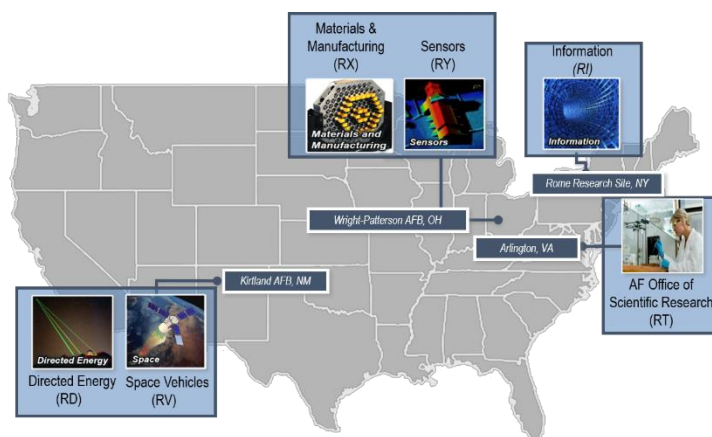 Materials &
Manufacturing
(RX)
Materials and
Manufacturing
Sensors
(RY)
Sensors
Information
(RI)
Information
Rome Research Site, NY
Wright-Patterson AFB, OH
Arlington, VA
AF Office of
Scientific Research
(RT)
Kirtland AFB, NM
Directed Energy
Directed Energy
(RD)
Space
Space Vehicles
(RV)